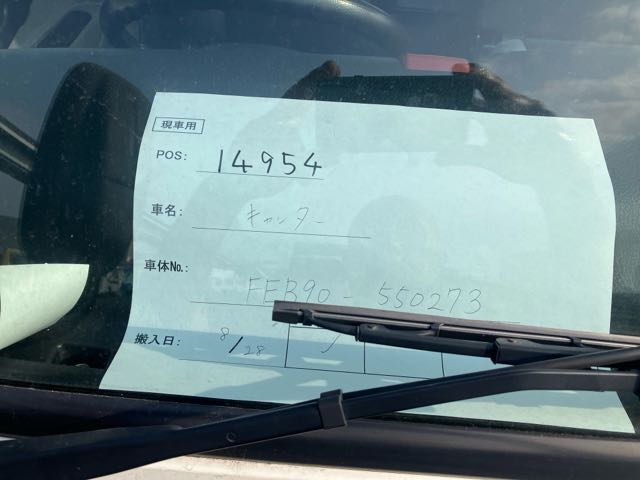 現車用
POS: 14954
車名: キャンター
車体No.: FEB90-550273
搬入日: 8/28